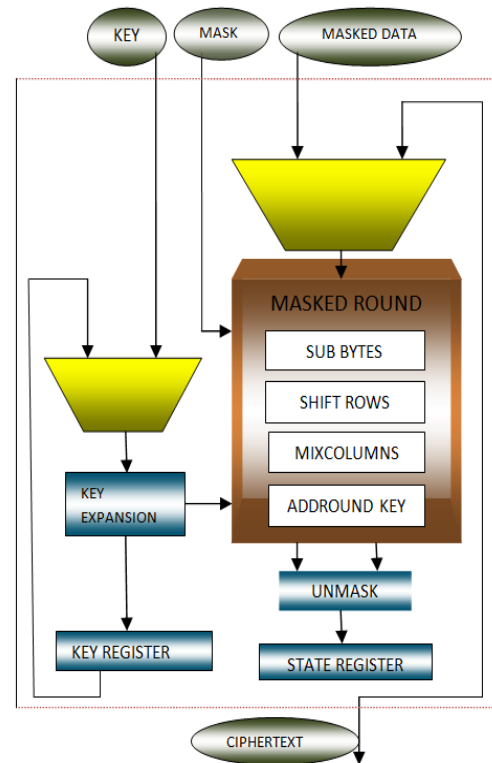 KEY
MASK
MASKED DATA
MASKED ROUND
SUB BYTES
SHIFT ROWS
MIXCOLUMNS
ADDROUND KEY
KEY
EXPANSION
UNMASK
KEY REGISTER
STATE REGISTER
CIPHERTEXT